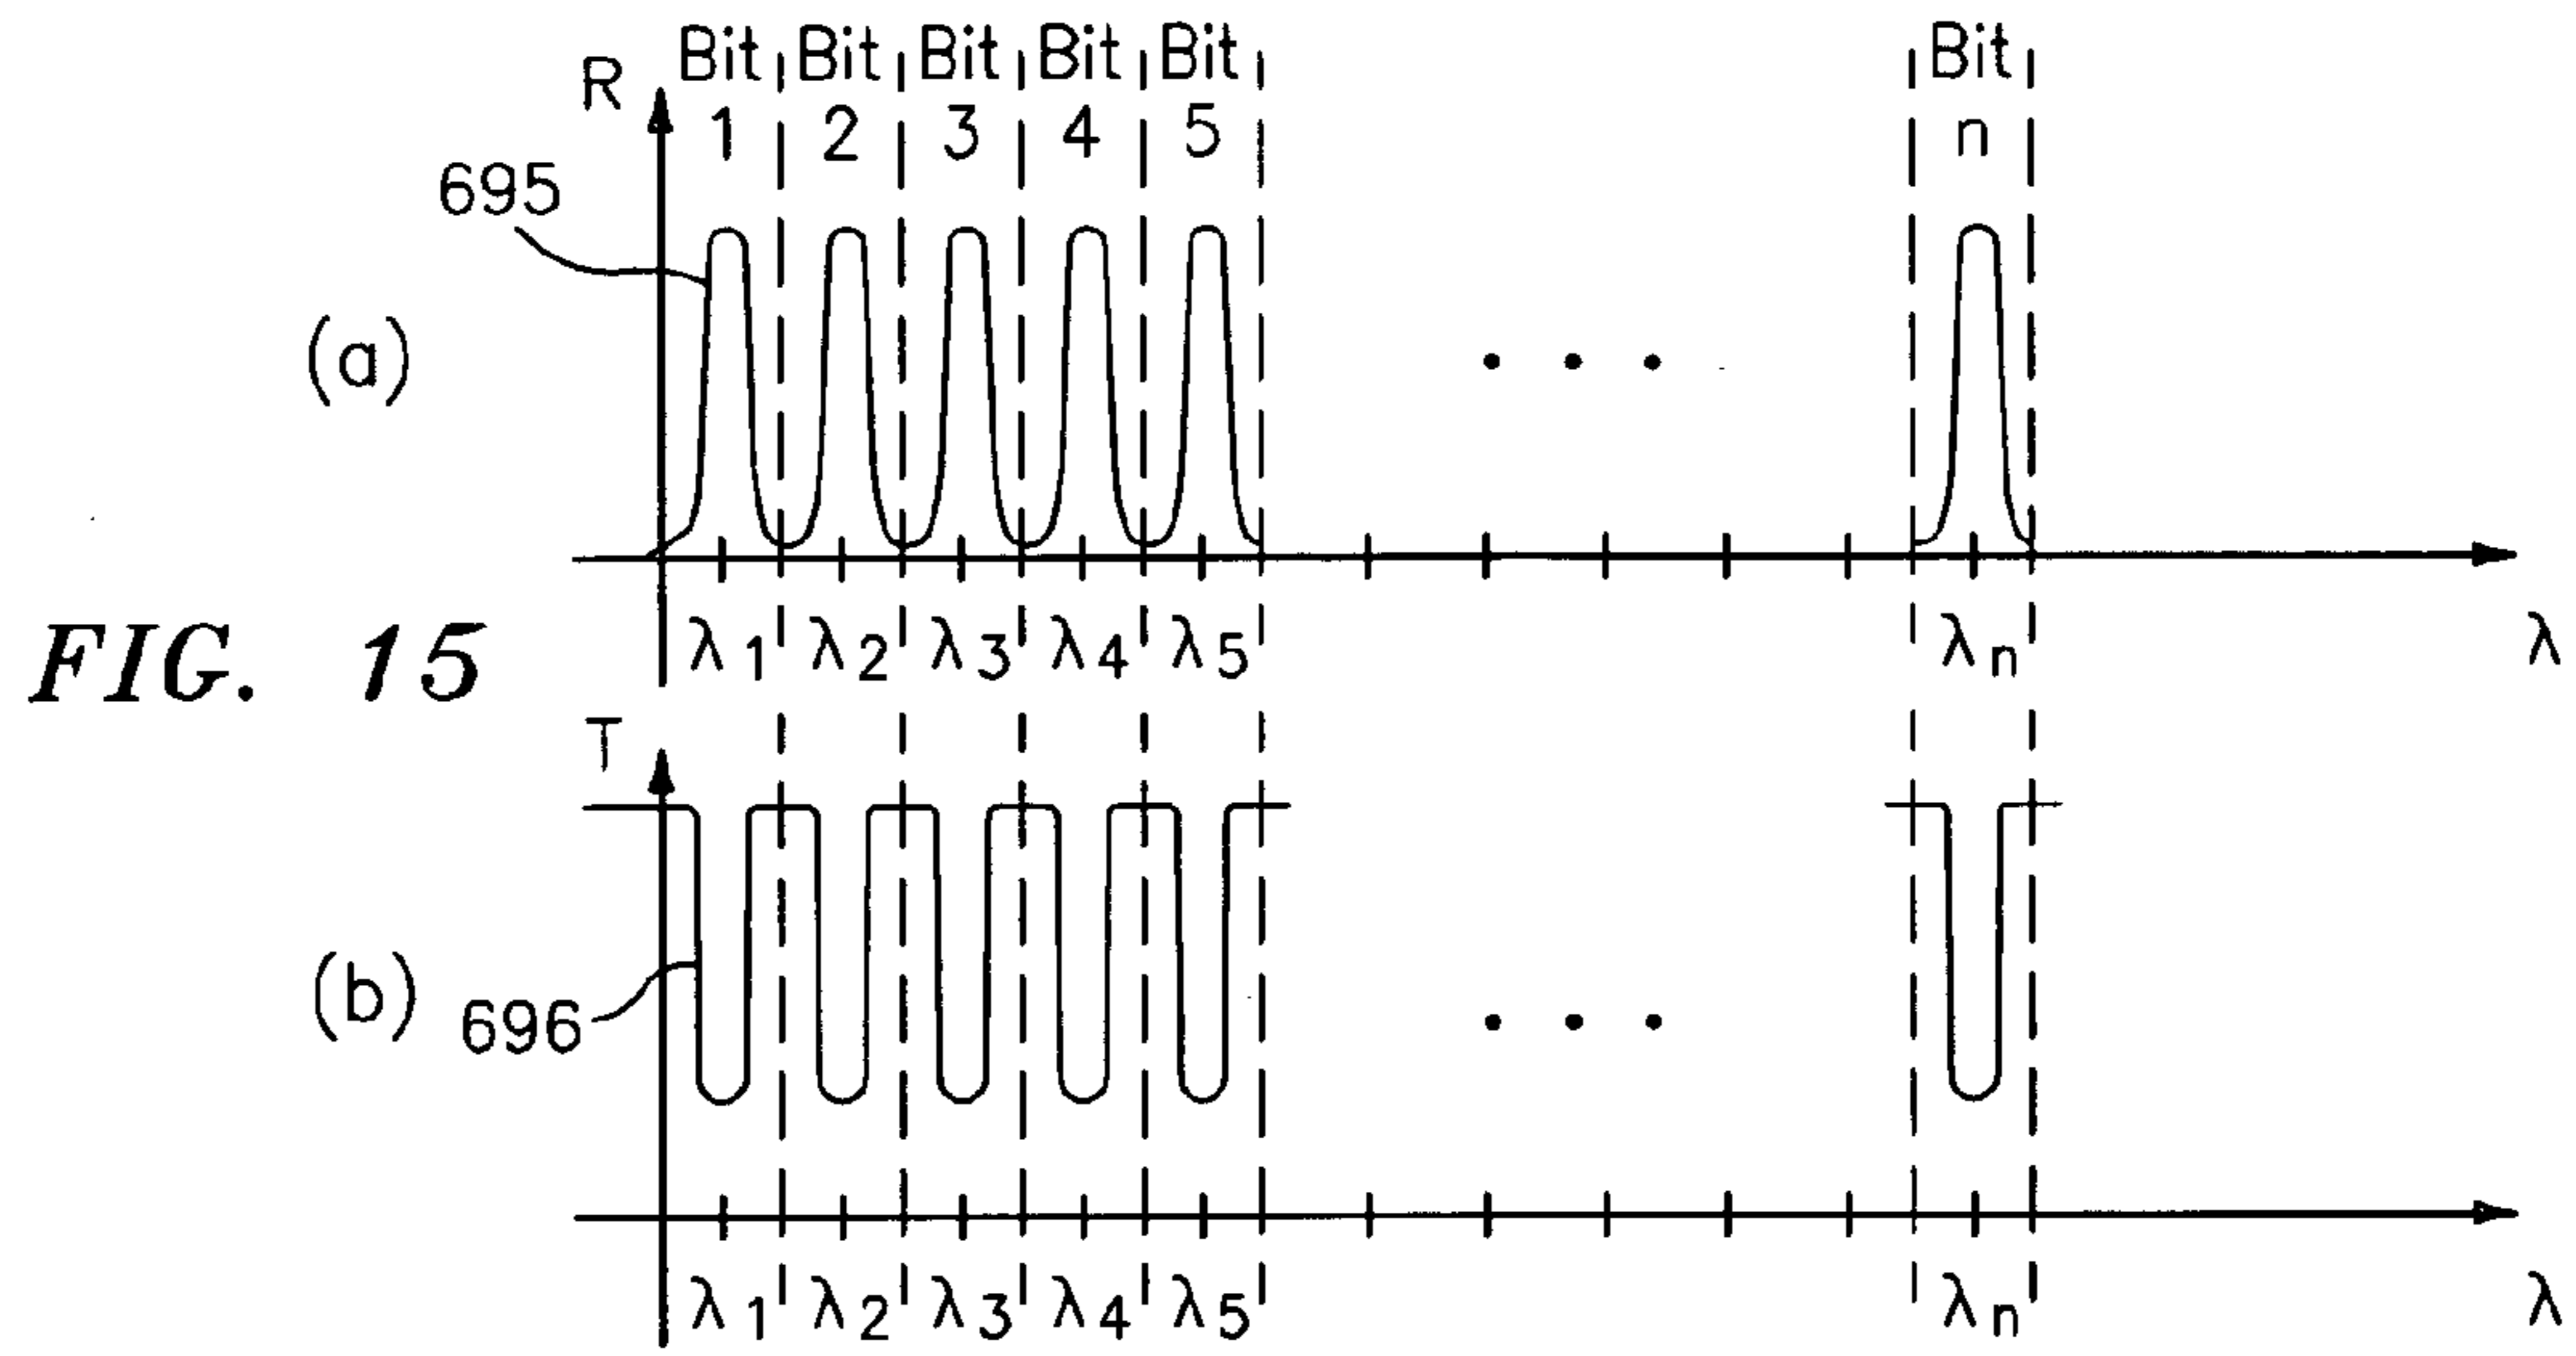 Bit Bit Bit Bit Bit Bit
R 1 2 3 4 5 n
695
(a)
λ1 λ2 λ3 λ4 λ5 λn λ
FIG. 15
T
(b) 696
λ1 λ2 λ3 λ4 λ5 λn λ